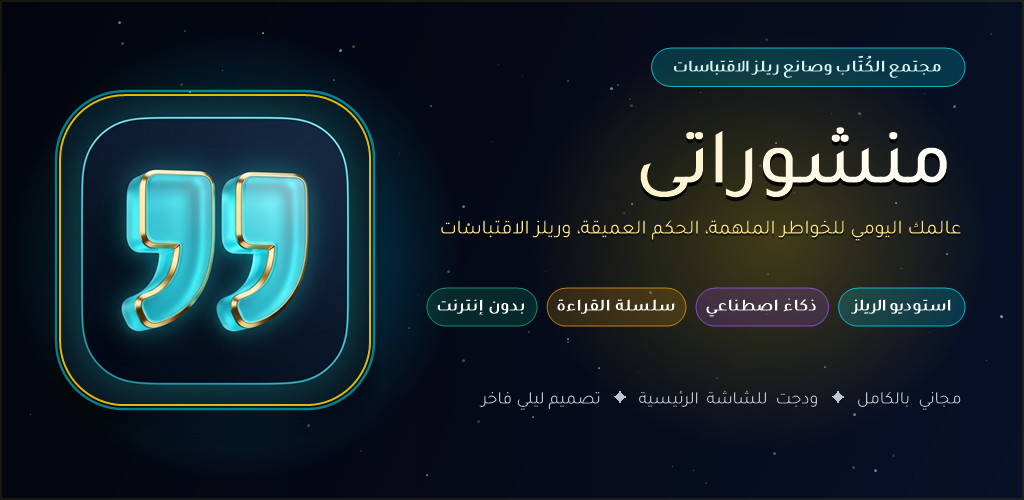 مجتمع الكُتّاب وصانع ريلز الاقتباسات
منشوراتى
عالمك اليومي للخواطر الملهمة، الحكم العميقة، وريلز الاقتباسات
استوديو الريلز
ذكاء اصطناعي
سلسلة القراءة
بدون إنترنت
مجاني بالكامل ✦ ودجت للشاشة الرئيسية ✦ تصميم ليلي فاخر